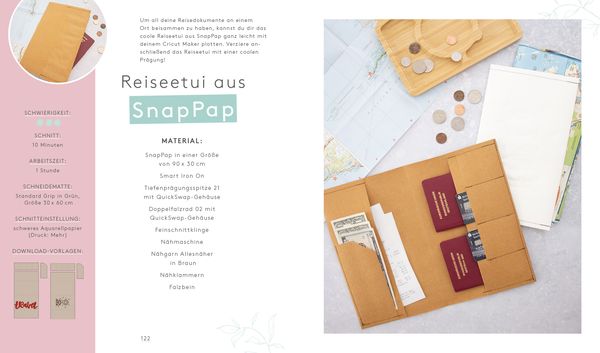 Um all deine Reisedokumente an einem
Ort beisammen zu haben, kannst du dir das
coole Reiseetui aus SnapPap ganz leicht mit
deinem Cricut Maker plotten. Verziere an-
schließend das Reiseetui mit einer coolen
Prägung!
Reiseetui aus
SnapPap
SCHWIERIGKEIT:
SCHNITT:
10 Minuten
ARBEITSZEIT:
1 Stunde
SCHNEIDEMATTE:
Standard Grip in Grün,
Größe 30 x 60 cm
SCHNITTEINSTELLUNG:
schweres Aquarellpapier
(Druck: Mehr)
DOWNLOAD-VORLAGEN:
travel
MATERIAL:
SnapPap in einer Größe
von 90 x 30 cm
Smart Iron On
Tiefenprägungsspitze 21
mit QuickSwap-Gehäuse
Doppelfalzrad 02 mit
QuickSwap-Gehäuse
Feinschnittklinge
Nähmaschine
Nähgarn Allesnäher
in Braun
Nähklammern
Falzbein
122